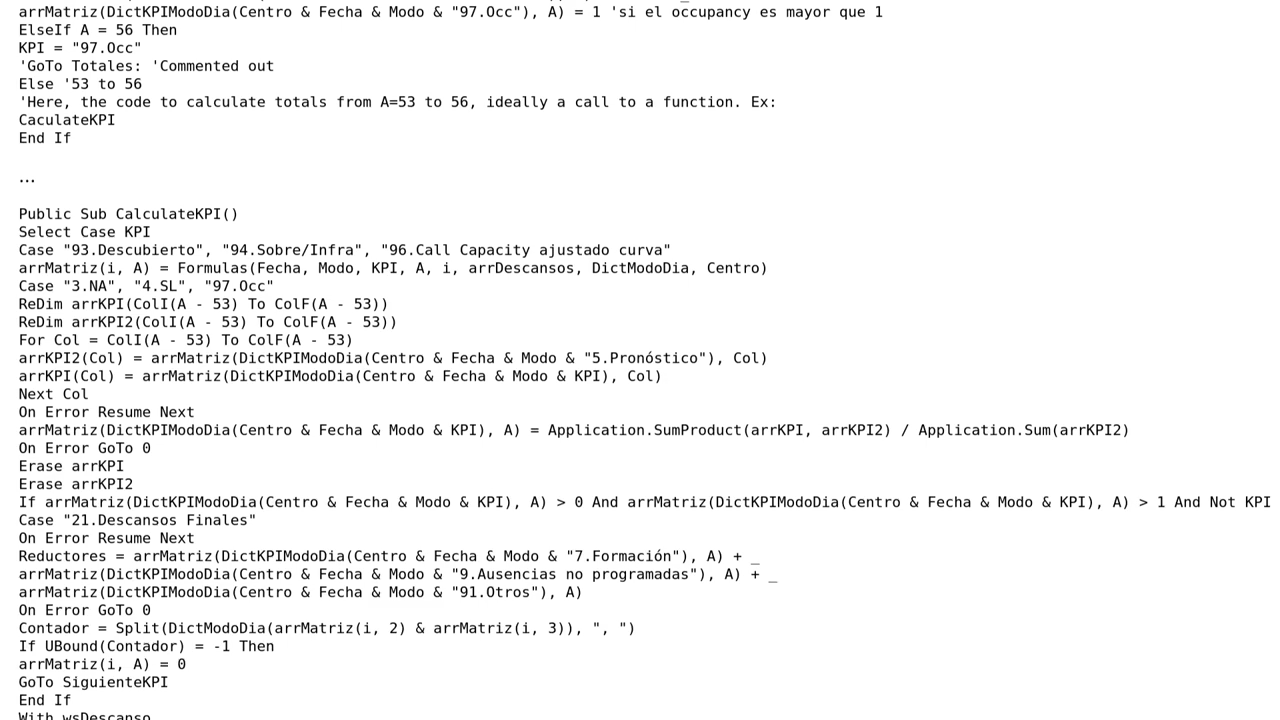 arrMatriz(DictKPIModoDia(Centro & Fecha & Modo & "97.Occ"), A) = 1 'si el occupancy es mayor que 1
ElseIf A = 56 Then
KPI = "97.Occ"
'GoTo Totales: 'Commented out
Else '53 to 56
'Here, the code to calculate totals from A=53 to 56, ideally a call to a function. Ex:
CaculateKPI
End If
...
Public Sub CalculateKPI()
Select Case KPI
Case "93.Descubierto", "94.Sobre/Infra", "96.Call Capacity ajustado curva"
arrMatriz(i, A) = Formulas(Fecha, Modo, KPI, A, i, arrDescansos, DictModoDia, Centro)
Case "3.NA", "4.SL", "97.Occ"
ReDim arrKPI(ColI(A - 53) To ColF(A - 53))
ReDim arrKPI2(ColI(A - 53) To ColF(A - 53))
For Col = ColI(A - 53) To ColF(A - 53)
arrKPI2(Col) = arrMatriz(DictKPIModoDia(Centro & Fecha & Modo & "5.Pronóstico"), Col)
arrKPI(Col) = arrMatriz(DictKPIModoDia(Centro & Fecha & Modo & KPI), Col)
Next Col
On Error Resume Next
arrMatriz(DictKPIModoDia(Centro & Fecha & Modo & KPI), A) = Application.SumProduct(arrKPI, arrKPI2) / Application.Sum(arrKPI2)
On Error GoTo 0
Erase arrKPI
Erase arrKPI2
If arrMatriz(DictKPIModoDia(Centro & Fecha & Modo & KPI), A) > 0 And arrMatriz(DictKPIModoDia(Centro & Fecha & Modo & KPI), A) > 1 And Not KPI
Case "21.Descansos Finales"
On Error Resume Next
Reductores = arrMatriz(DictKPIModoDia(Centro & Fecha & Modo & "7.Formación"), A) + _
arrMatriz(DictKPIModoDia(Centro & Fecha & Modo & "9.Ausencias no programadas"), A) + _
arrMatriz(DictKPIModoDia(Centro & Fecha & Modo & "91.Otros"), A)
On Error GoTo 0
Contador = Split(DictModoDia(arrMatriz(i, 2) & arrMatriz(i, 3)), ", ")
If UBound(Contador) = -1 Then
arrMatriz(i, A) = 0
GoTo SiguienteKPI
End If
With wsDescanso